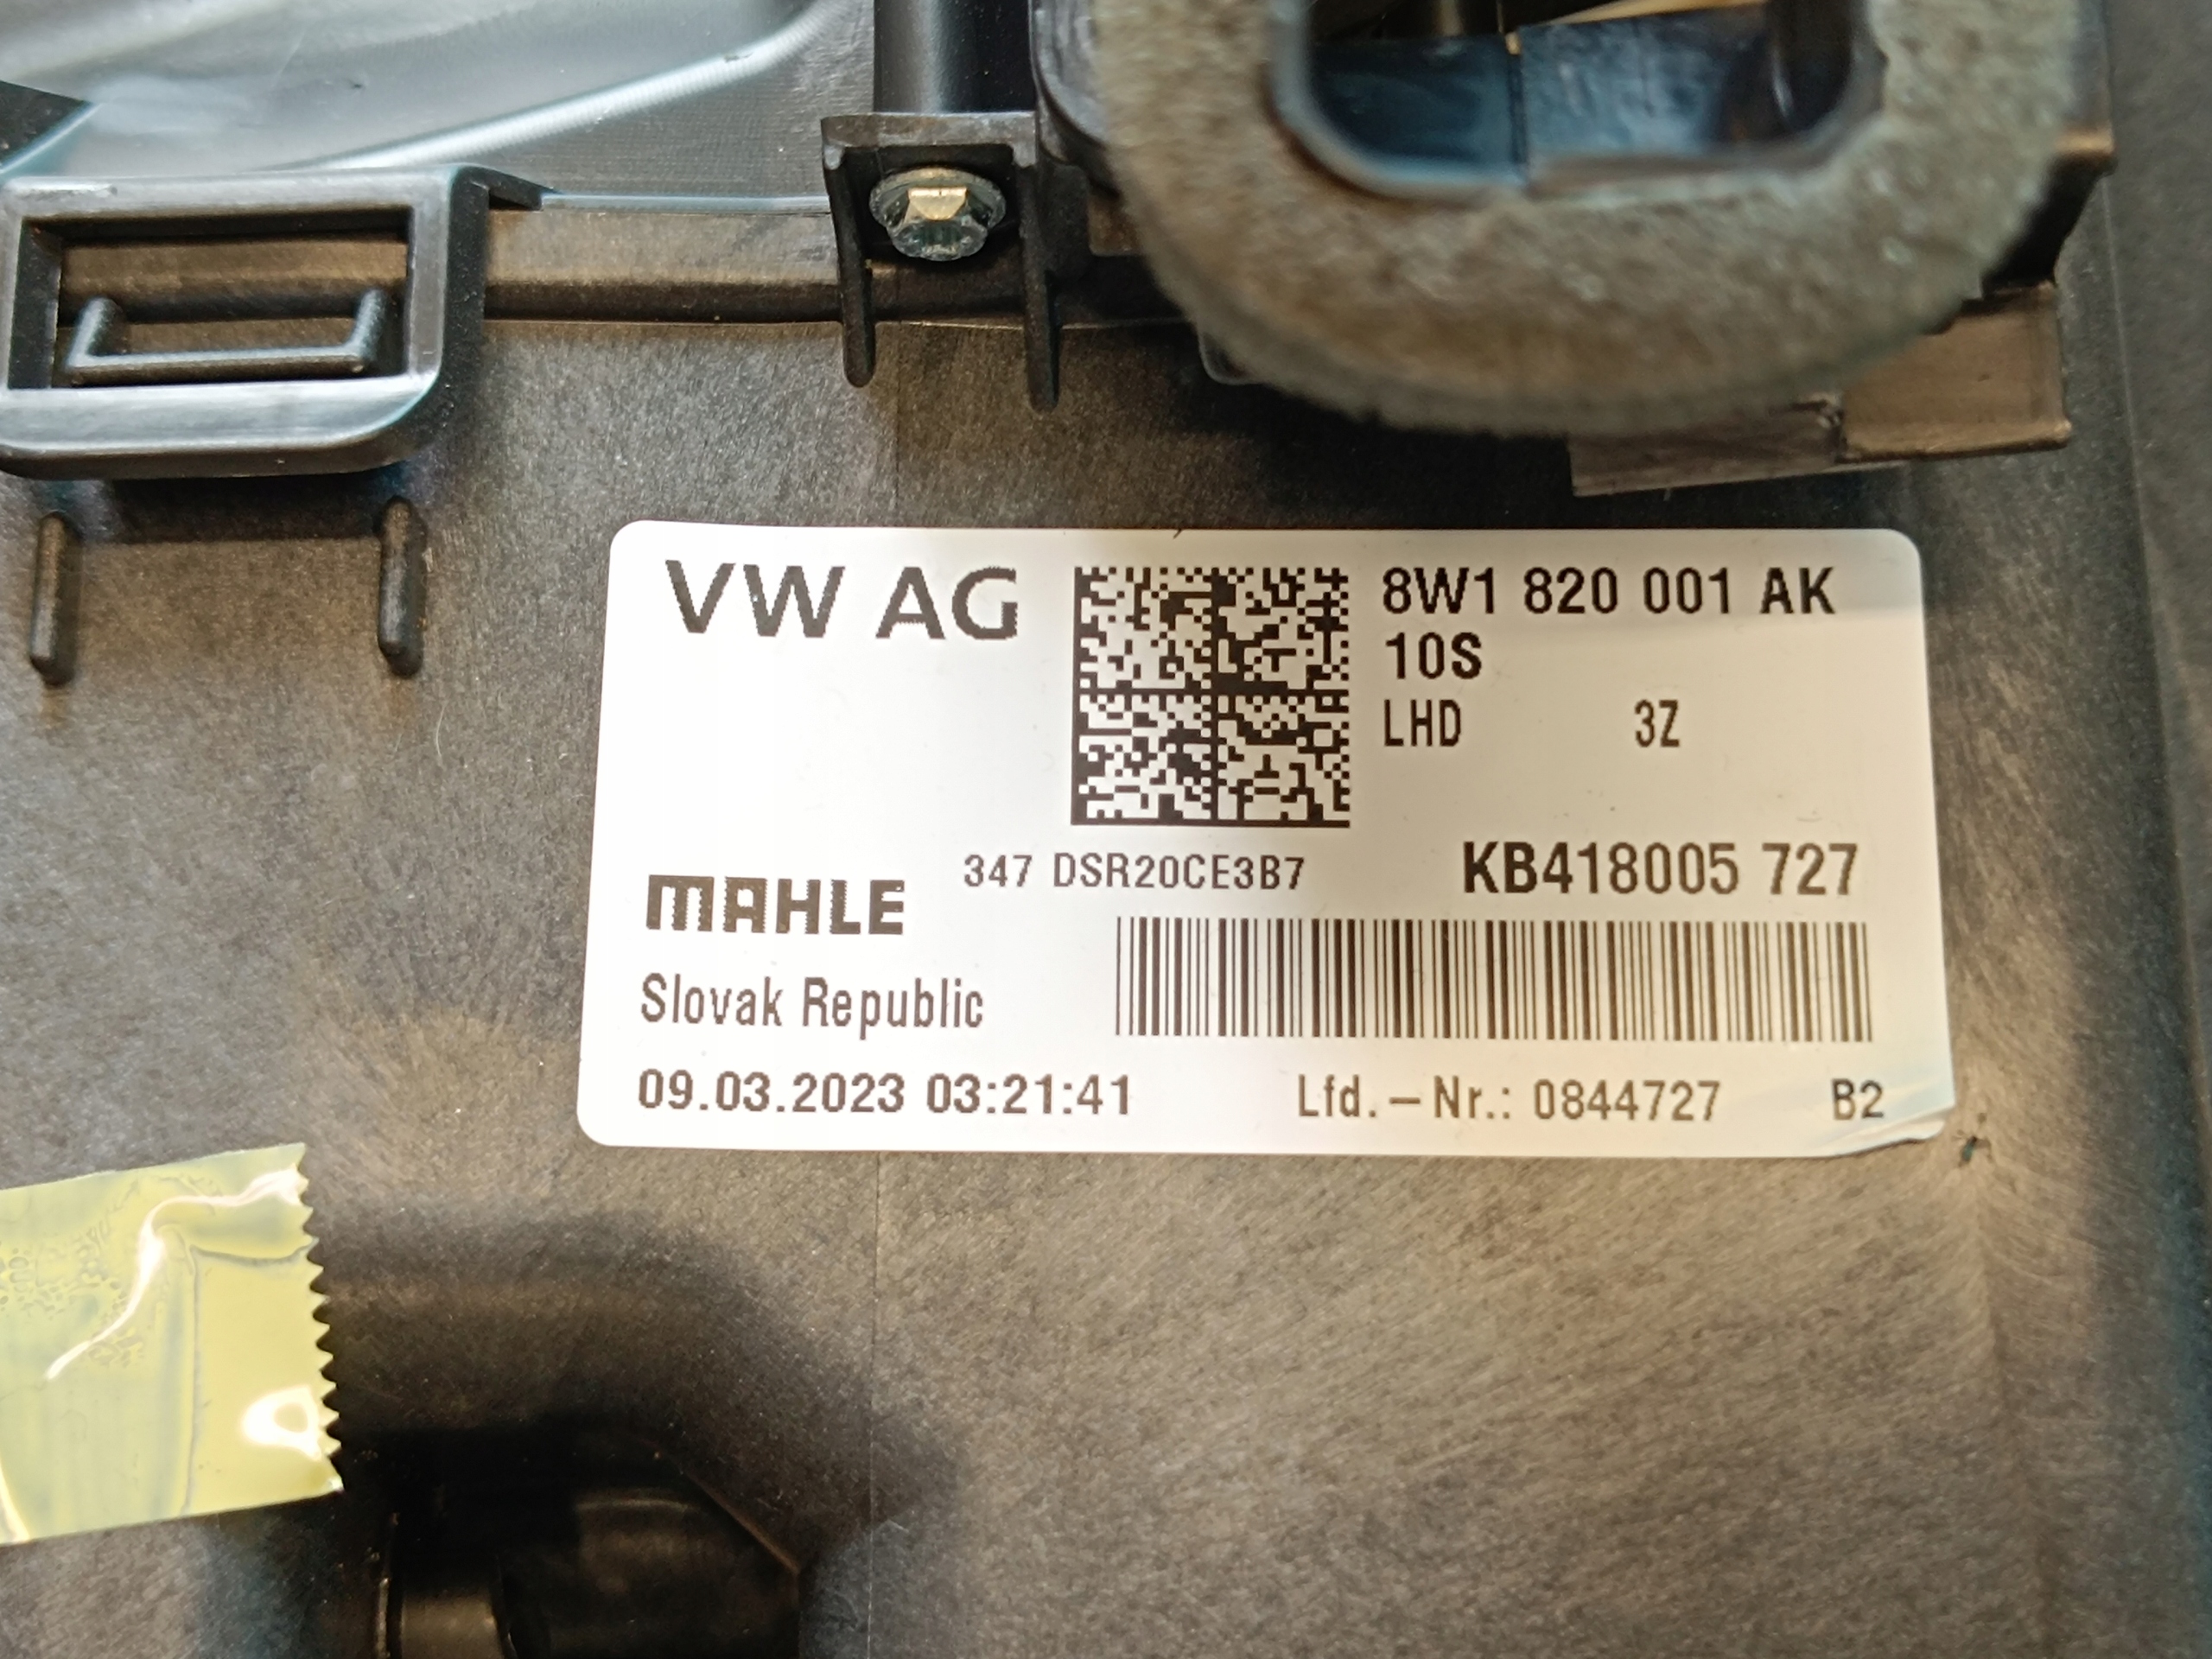 VW AG
8W1 820 001 AK
10S
LHD 3Z
347 DSR20CE3B7
KB418005 727
MAHLE
Slovak Republic
09.03.2023 03:21:41
Lfd.-Nr.: 0844727 B2